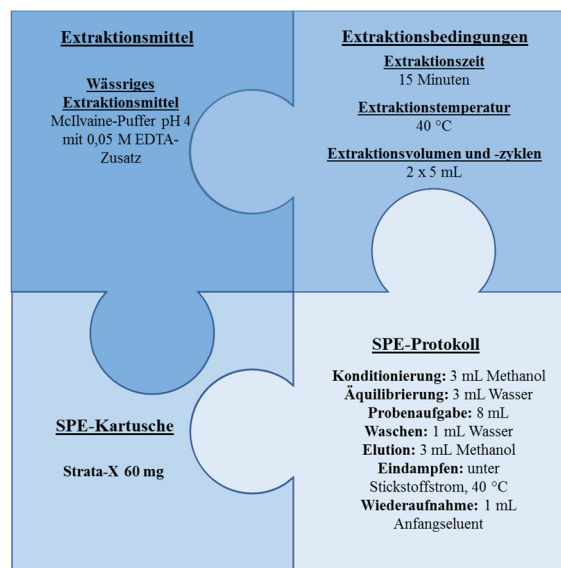 Extraktionsmittel
Wässriges
Extraktionsmittel
McIlvaine-Puffer pH 4
mit 0,05 M EDTA-
Zusatz
Extraktionsbedingungen
Extraktionszeit
15 Minuten
Extraktionstemperatur
40 °C
Extraktionsvolumen und -zyklen
2 x 5 mL
SPE-Kartusche
Strata-X 60 mg
SPE-Protokoll
Konditionierung: 3 mL Methanol
Äquilibrierung: 3 mL Wasser
Probenaufgabe: 8 mL
Waschen: 1 mL Wasser
Elution: 3 mL Methanol
Eindampfen: unter
Stickstoffstrom, 40 °C
Wiederaufnahme: 1 mL
Anfangseluent